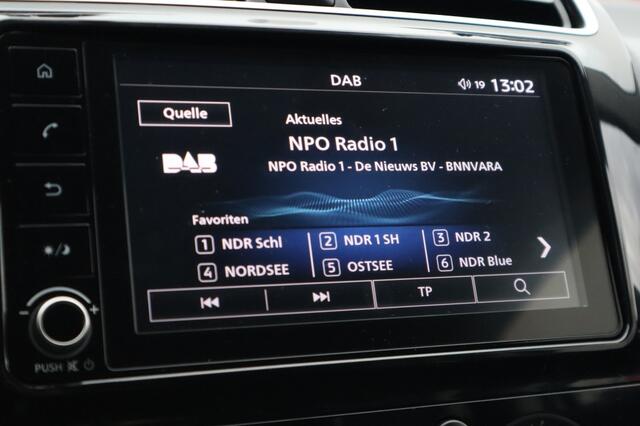 DAB 19 13:02
Quelle
Aktuelles
NPO Radio 1
DAB
NPO Radio 1 - De Nieuws BV - BNNVARA
Favoriten
1 NDR Schl 2 NDR 1 SH 3 NDR 2
4 NORDSEE 5 OSTSEE 6 NDR Blue
TP
- +
PUSH